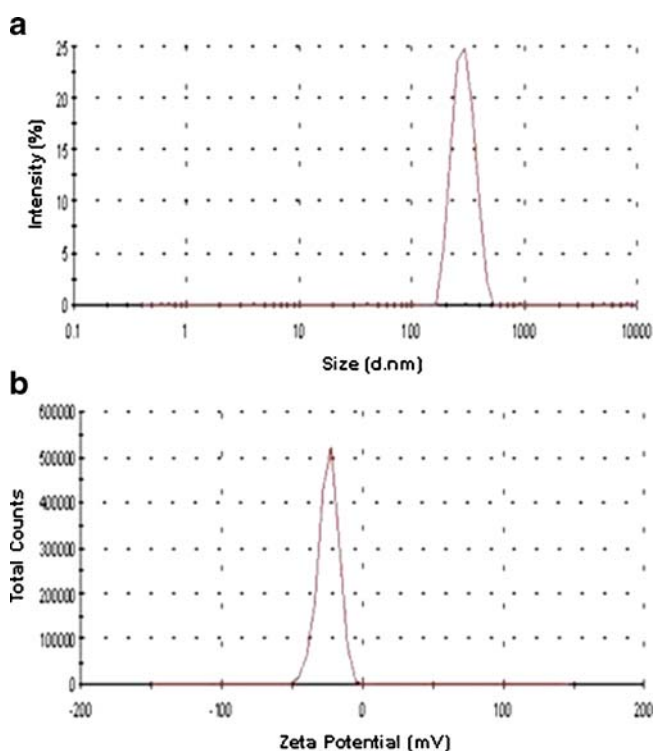 a
25
20
15
10
5
0
Intensity (%)
0.1 1 10 100 1000 10000
Size (d.nm)
b
600000
500000
400000
300000
200000
100000
0
Total Counts
-200 -100 0 100 200
Zeta Potential (mV)